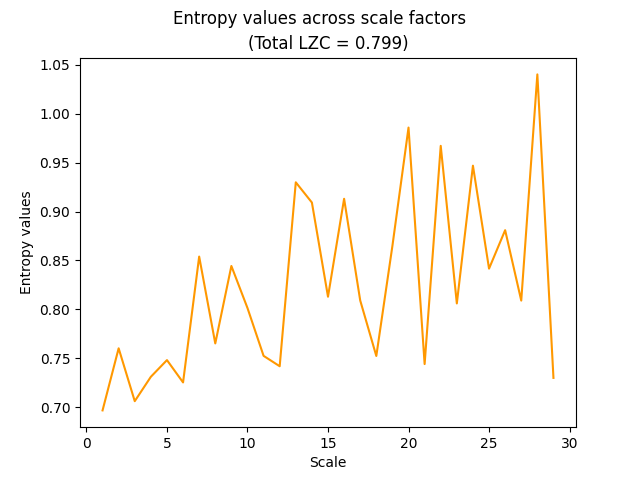 Entropy values across scale factors
(Total LZC = 0.799)
1.05
1.00
0.95
0.90
0.85
0.80
0.75
0.70
Entropy values
0 5 10 15 20 25 30
Scale